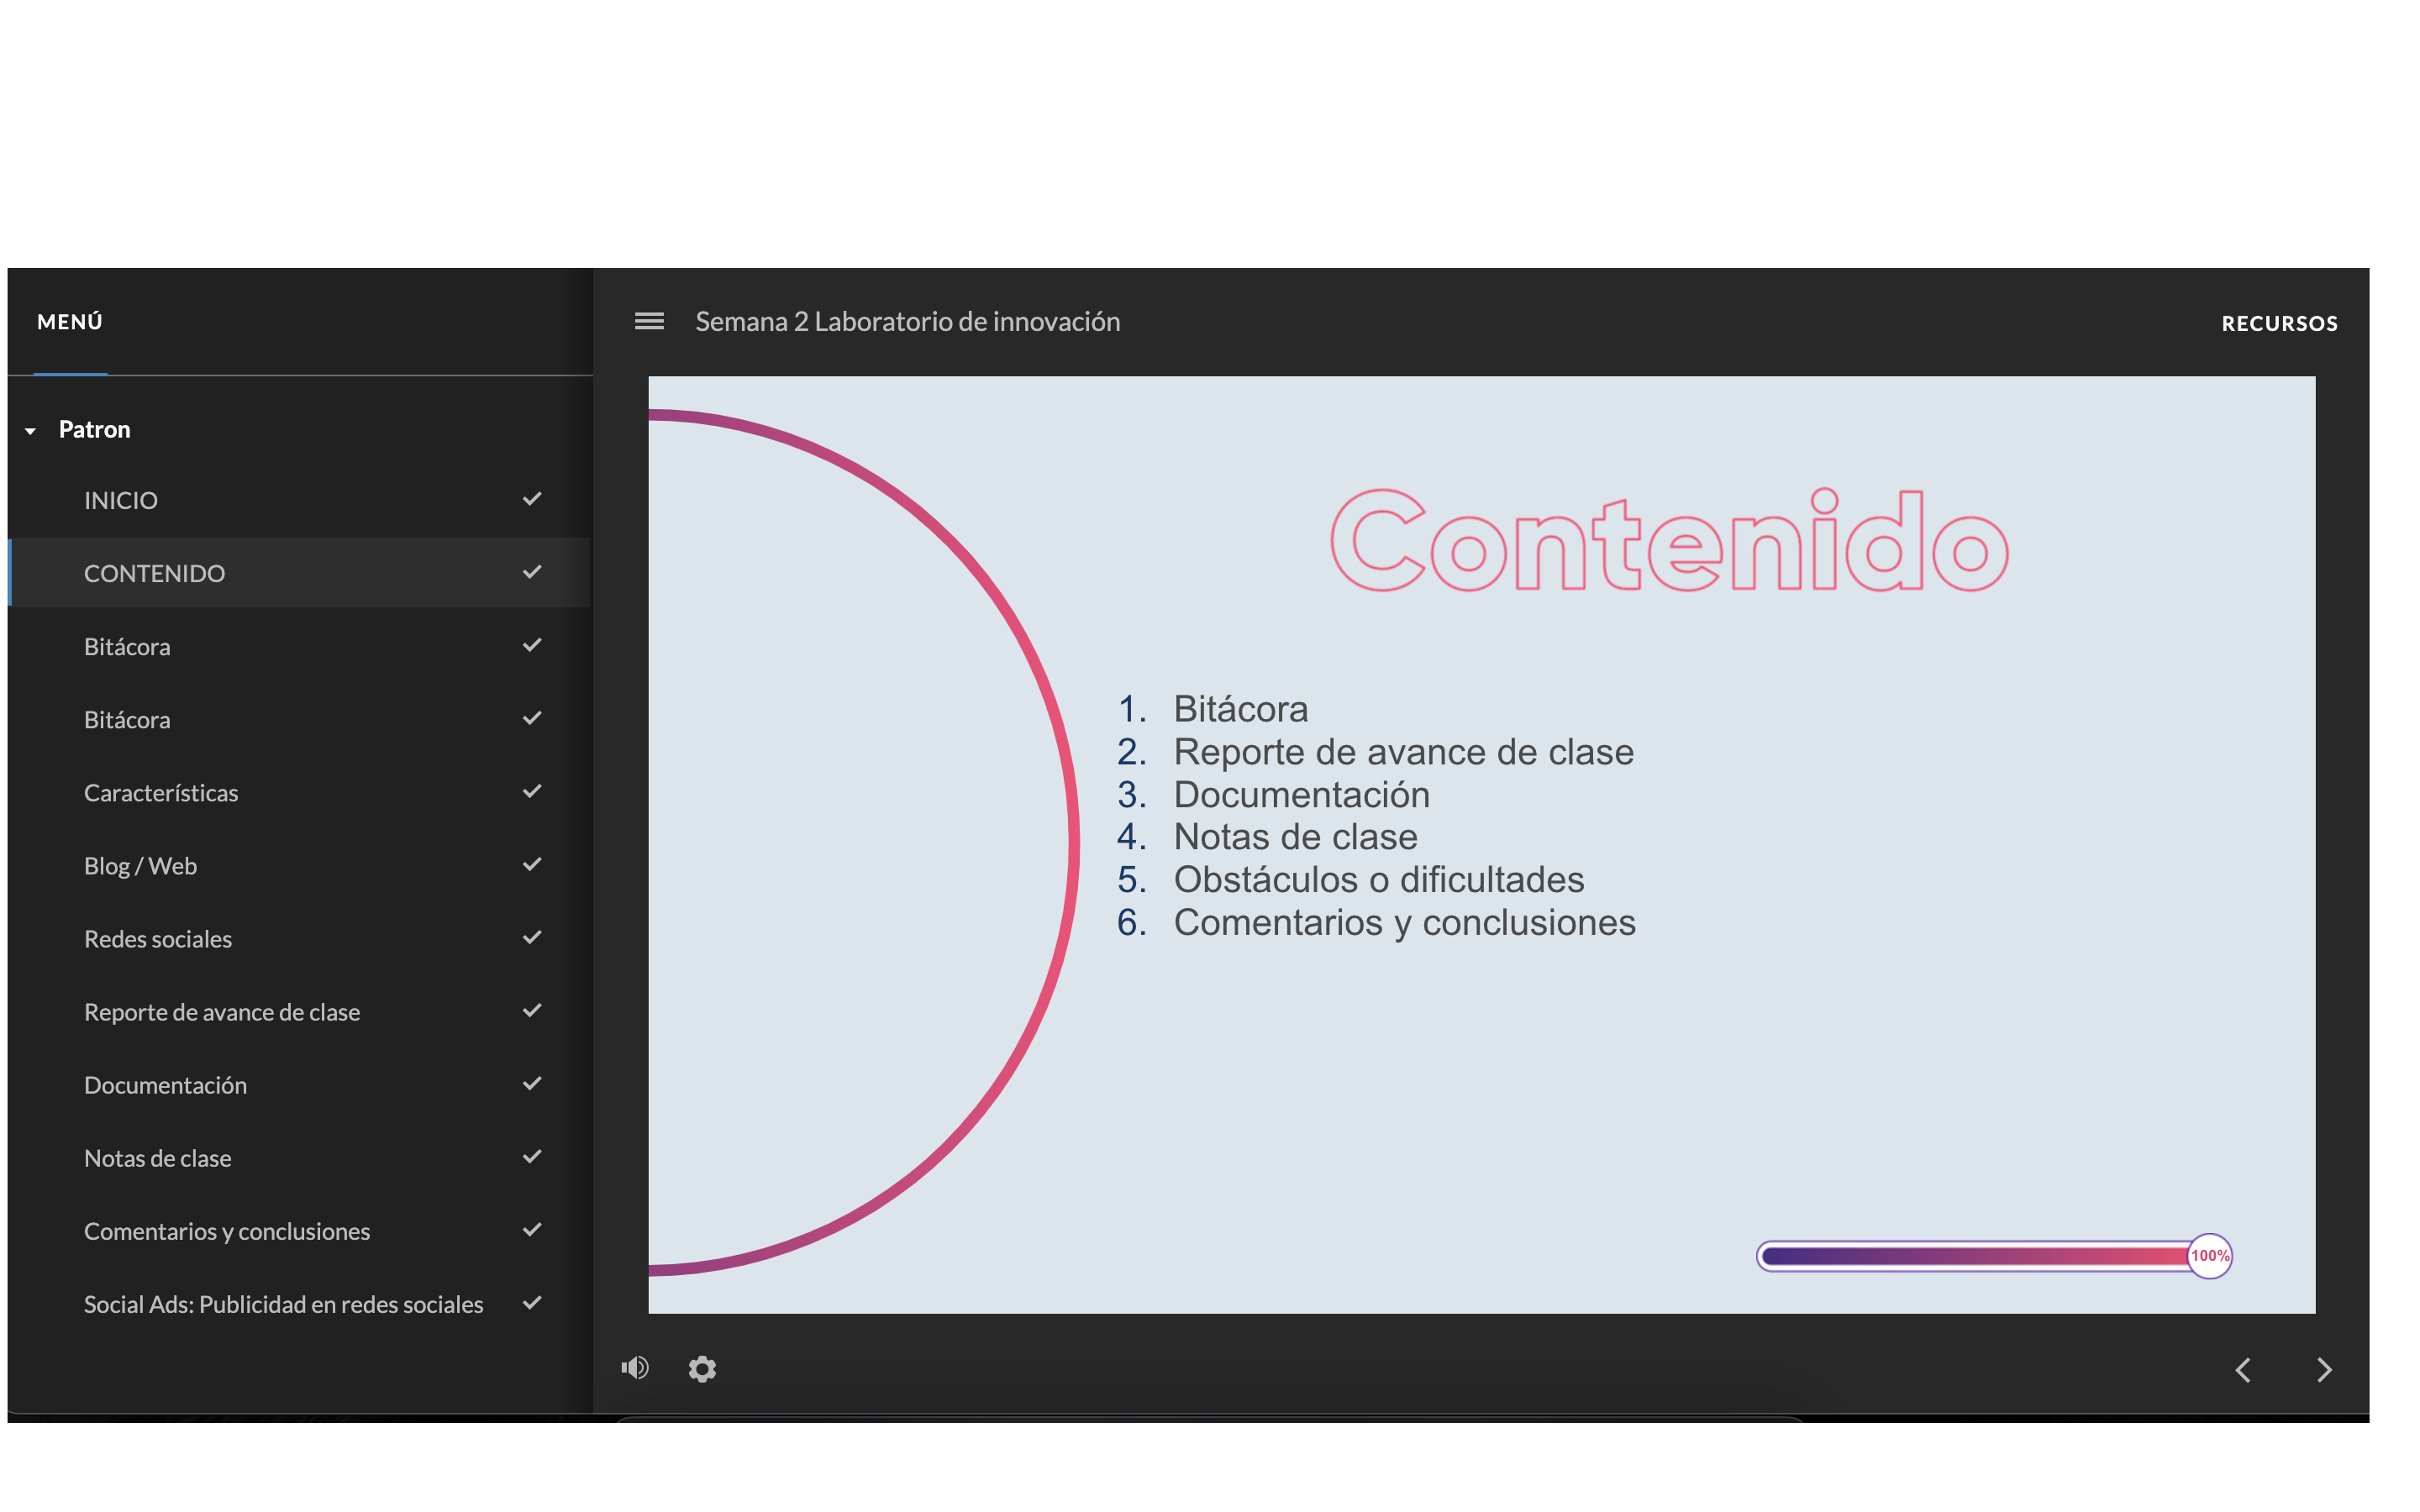 MENÚ
Patron
INICIO
CONTENIDO
Bitácora
Bitácora
Características
Blog / Web
Redes sociales
Reporte de avance de clase
Documentación
Notas de clase
Comentarios y conclusiones
Social Ads: Publicidad en redes sociales
Semana 2 Laboratorio de innovación
RECURSOS
Contenido
1. Bitácora
2. Reporte de avance de clase
3. Documentación
4. Notas de clase
5. Obstáculos o dificultades
6. Comentarios y conclusiones
100%